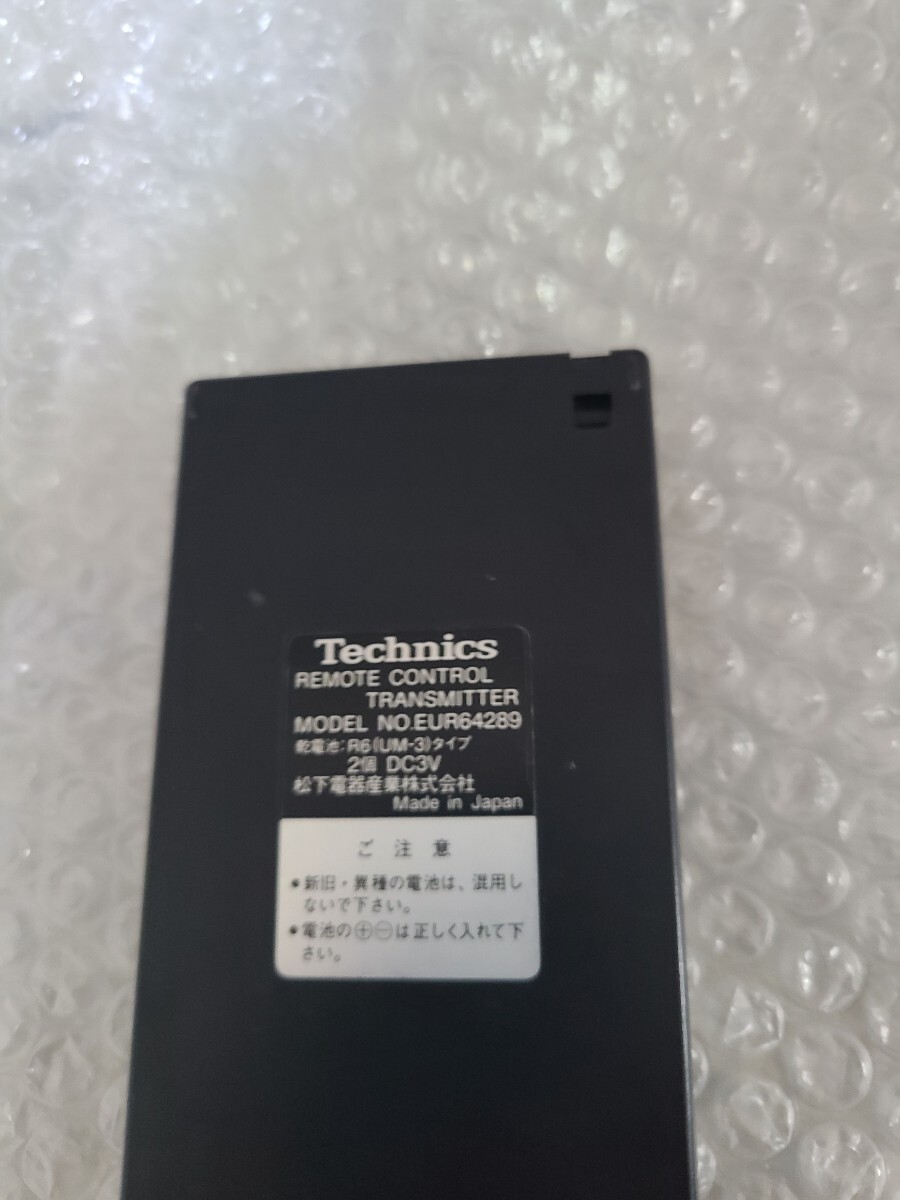 Technics
REMOTE CONTROL
TRANSMITTER
MODEL NO.EUR64289
乾電池:R6(UM-3)タイプ
2個 DC3V
松下電器産業株式会社
Made in Japan
ご注意
●新旧・異種の電池は、混用し
ないで下さい。
●電池の⊕⊖は正しく入れて下
さい。